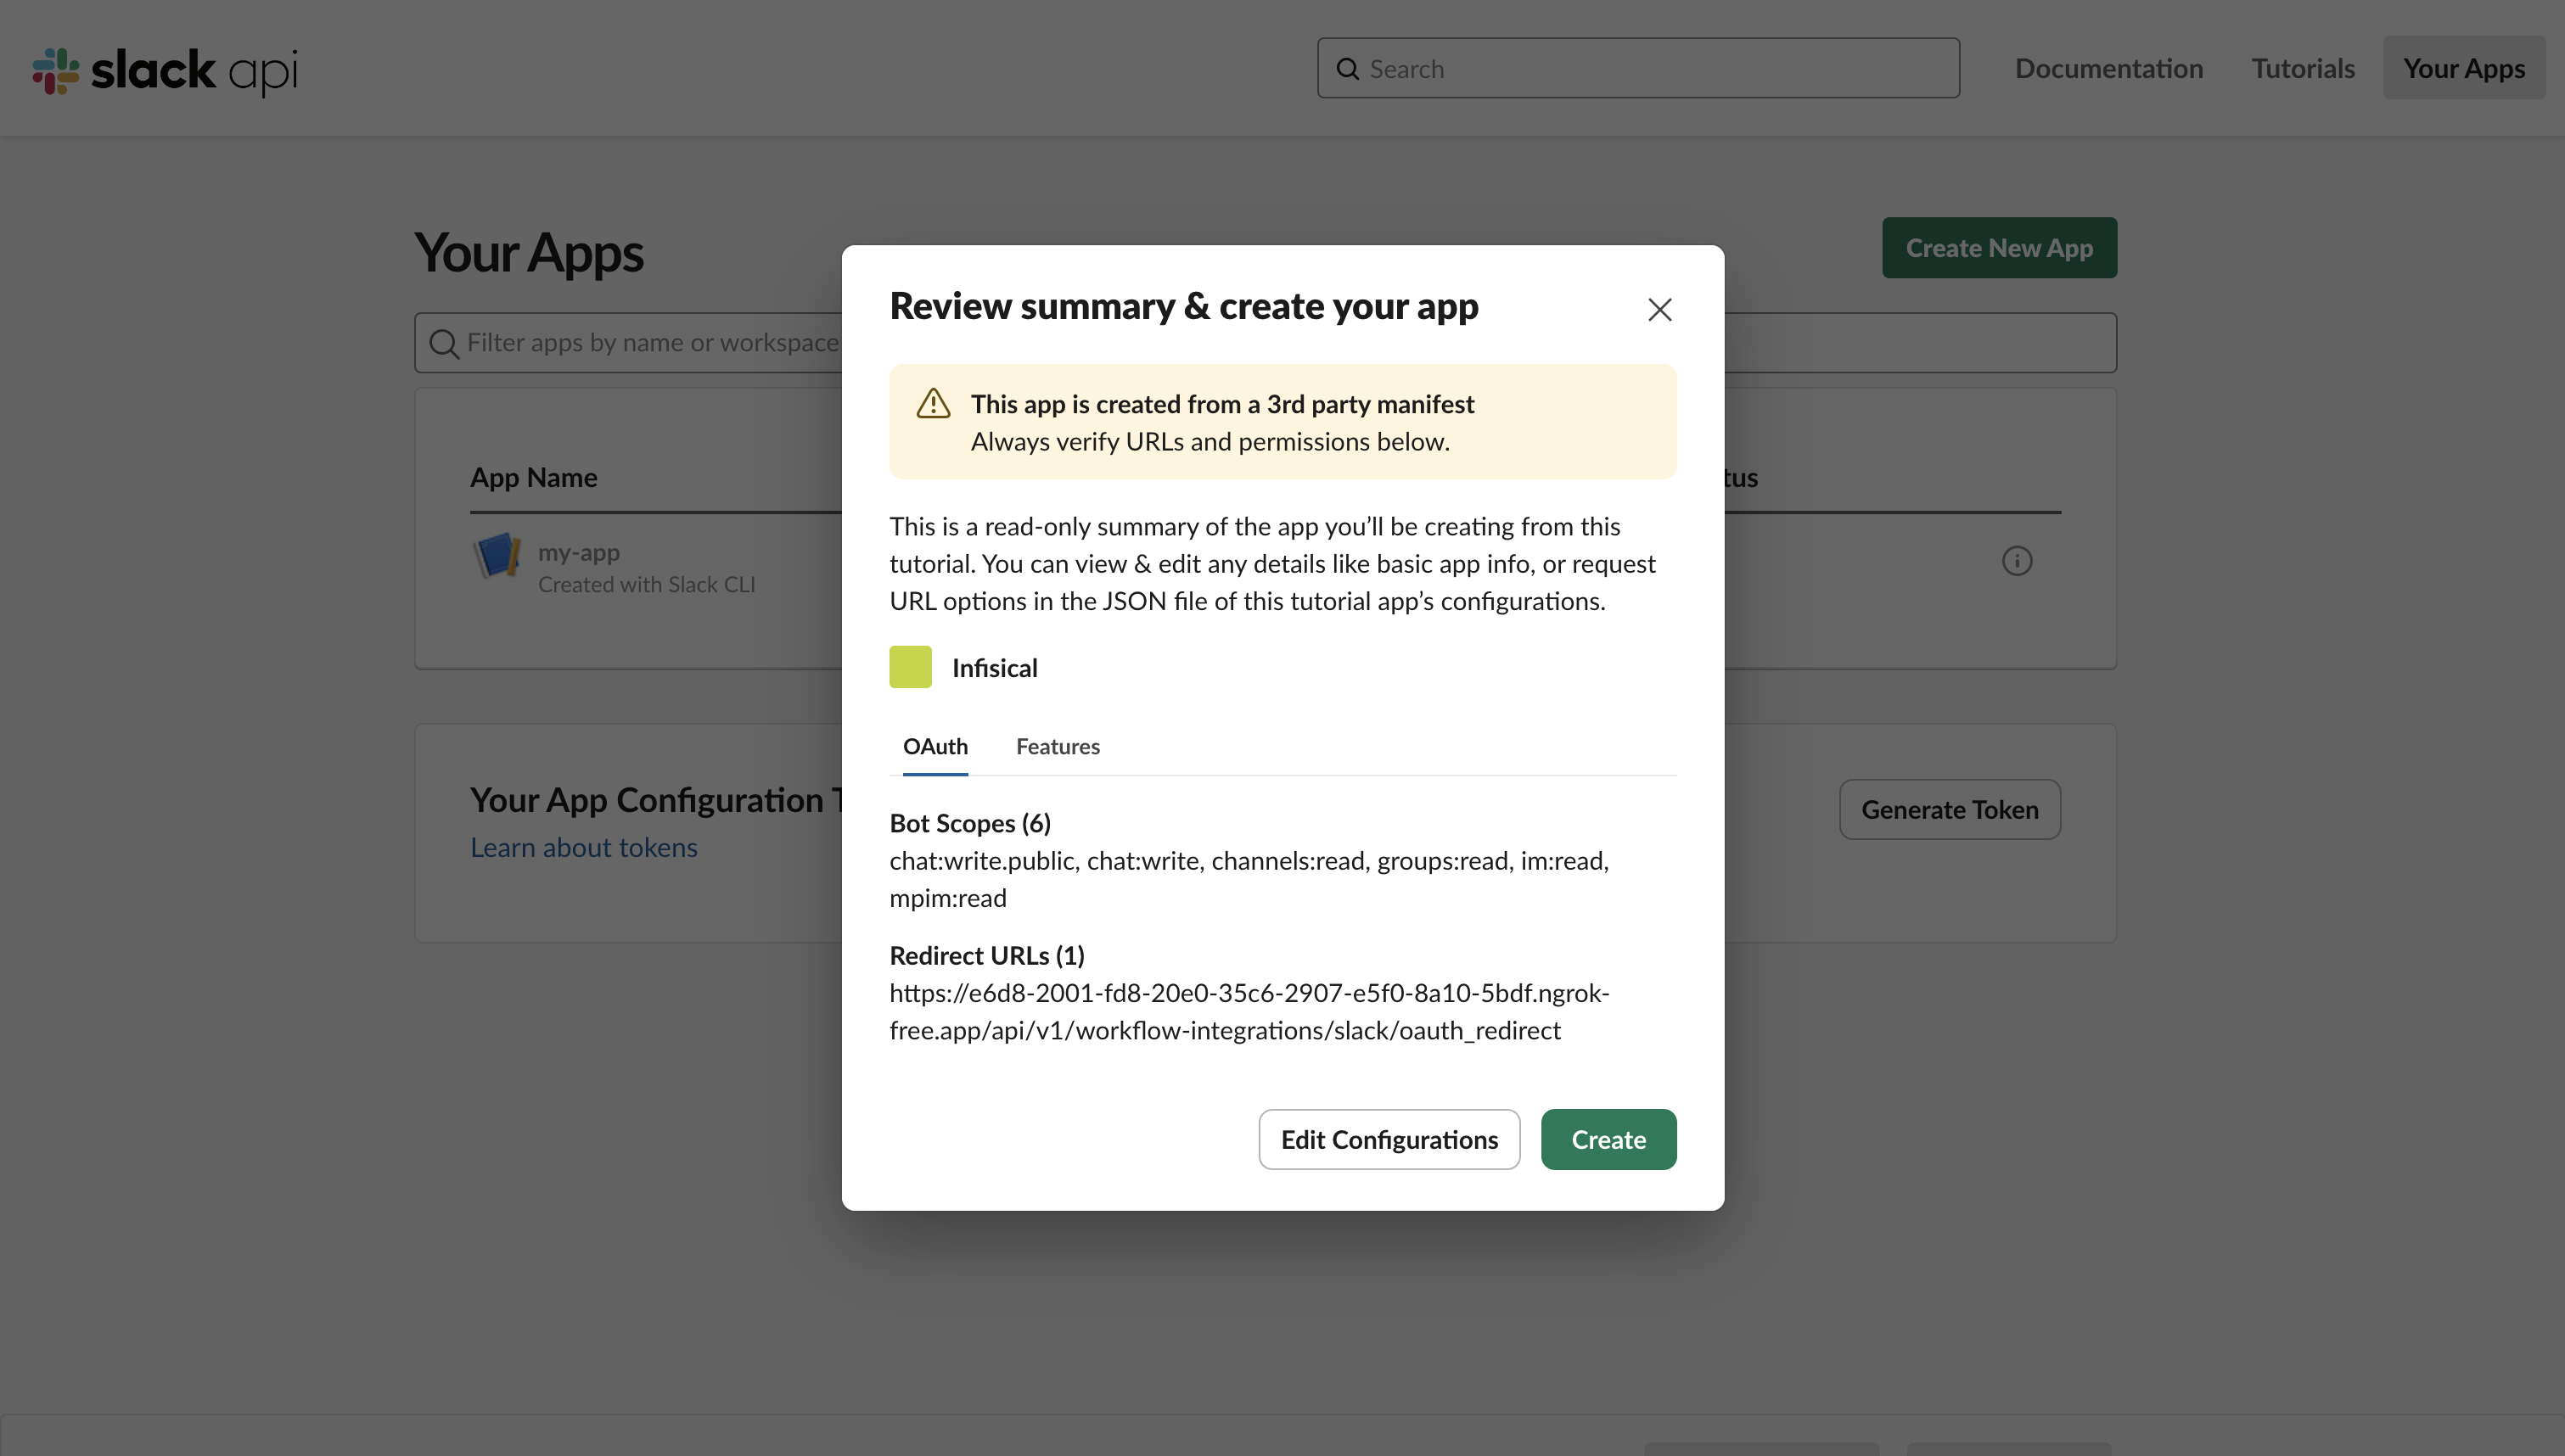 slack api
Search
Documentation
Tutorials
Your Apps
Your Apps
Create New App
Filter apps by name or workspace
App Name
my-app
Created with Slack CLI
Your App Configuration
Learn about tokens
Generate Token
Review summary & create your app
This app is created from a 3rd party manifest
Always verify URLs and permissions below.
This is a read-only summary of the app you’ll be creating from this
tutorial. You can view & edit any details like basic app info, or request
URL options in the JSON file of this tutorial app’s configurations.
Infisical
OAuth
Features
Bot Scopes (6)
chat:write.public, chat:write, channels:read, groups:read, im:read,
mpim:read
Redirect URLs (1)
https://e6d8-2001-fd8-20e0-35c6-2907-e5f0-8a10-5bdf.ngrok-
free.app/api/v1/workflow-integrations/slack/oauth_redirect
Edit Configurations
Create